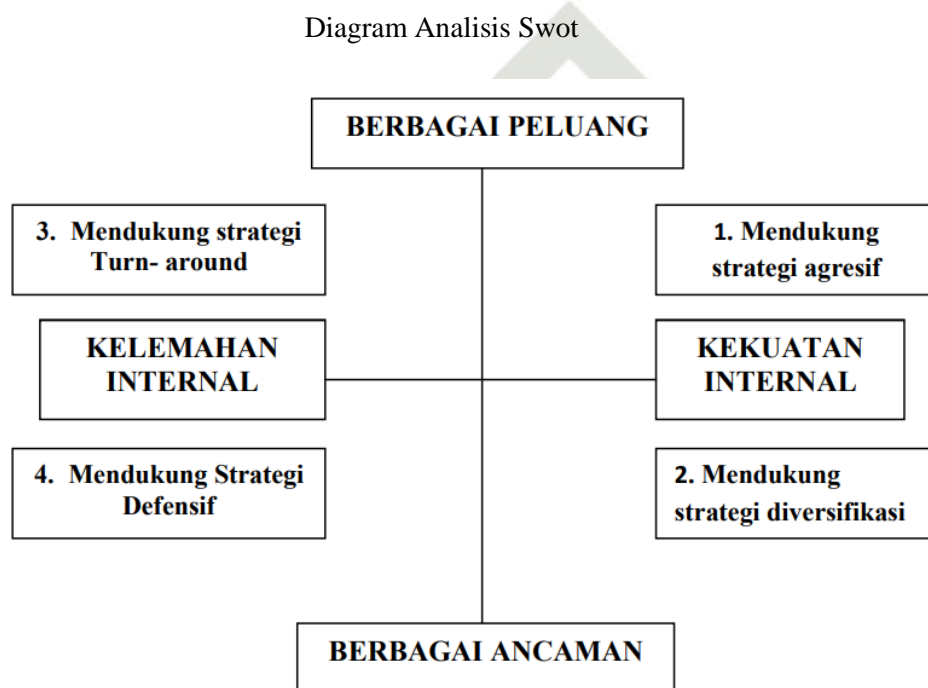 Diagram Analisis Swot
BERBAGAI PELUANG
3. Mendukung strategi
Turn- around
1. Mendukung
strategi agresif
KELEMAHAN
INTERNAL
KEKUATAN
INTERNAL
4. Mendukung Strategi
Defensif
2. Mendukung
strategi diversifikasi
BERBAGAI ANCAMAN